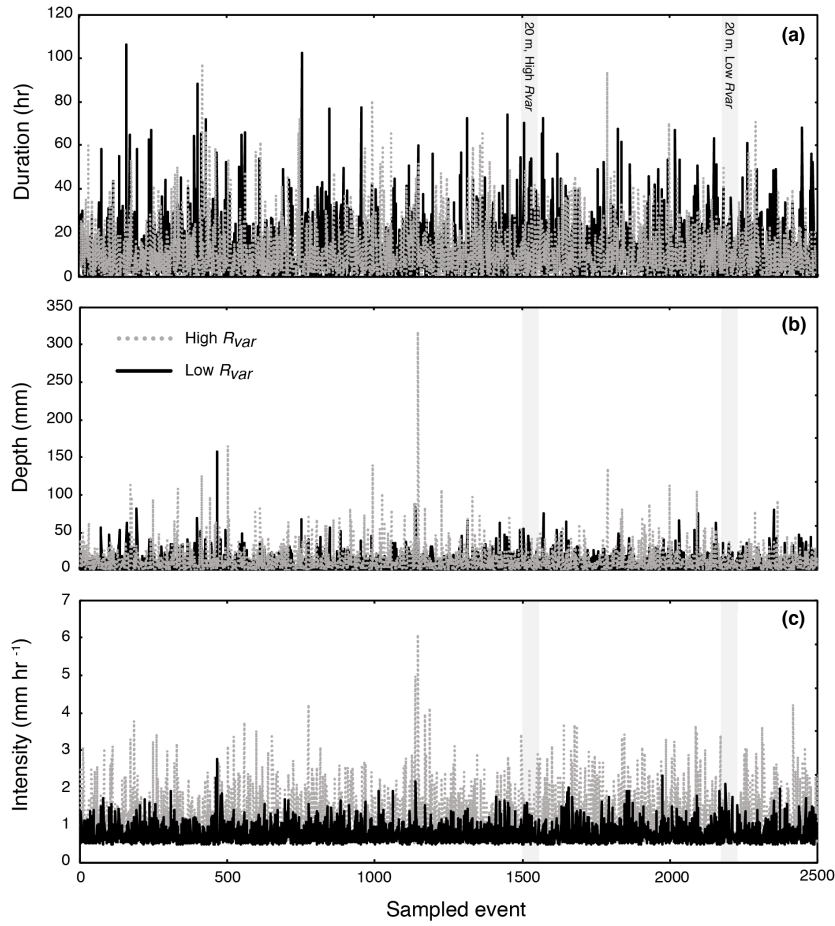 120
100
80
60
40
20
0
Duration (hr)
(a)
20 m, High Rvar
20 m, Low Rvar
350
300
250
200
150
100
50
0
Depth (mm)
(b)
High Rvar
Low Rvar
7
6
5
4
3
2
1
0
Intensity (mm hr -1)
(c)
0 500 1000 1500 2000 2500
Sampled event